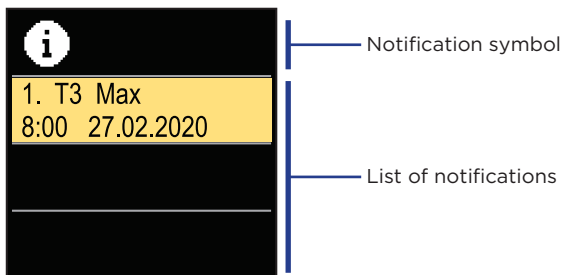 i
Notification symbol
1. T3 Max
8:00 27.02.2020
List of notifications